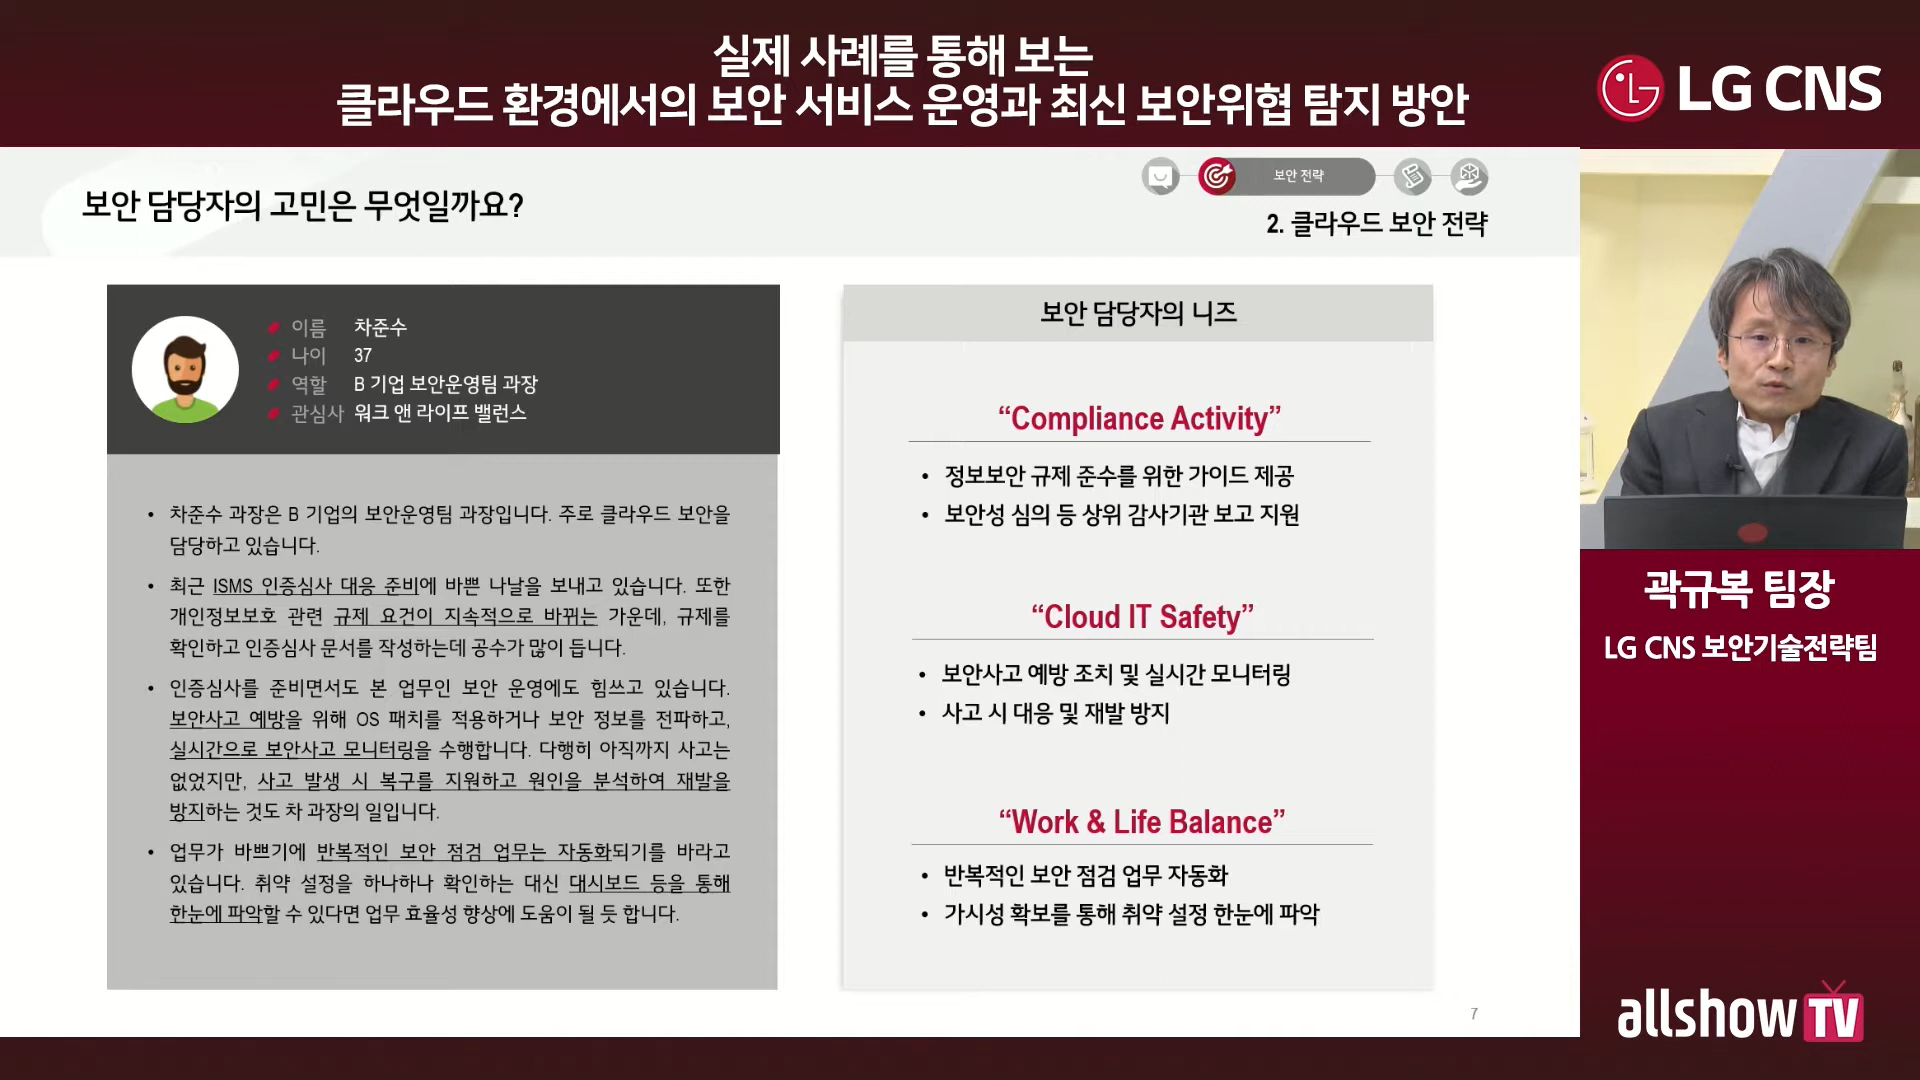 실제 사례를 통해 보는
클라우드 환경에서의 보안 서비스 운영과 최신 보안위협 탐지 방안
LG CNS
보안 담당자의 고민은 무엇일까요?
보안 전략
2. 클라우드 보안 전략
이름 차준수
나이 37
역할 B 기업 보안운영팀 과장
관심사 워크 앤 라이프 밸런스
• 차준수 과장은 B 기업의 보안운영팀 과장입니다. 주로 클라우드 보안을
담당하고 있습니다.
• 최근 ISMS 인증심사 대응 준비에 바쁜 나날을 보내고 있습니다. 또한
개인정보보호 관련 규제 요건이 지속적으로 바뀌는 가운데, 규제를
확인하고 인증심사 문서를 작성하는데 공수가 많이 듭니다.
• 인증심사를 준비면서도 본 업무인 보안 운영에도 힘쓰고 있습니다.
보안사고 예방을 위해 OS 패치를 적용하거나 보안 정보를 전파하고,
실시간으로 보안사고 모니터링을 수행합니다. 다행히 아직까지 사고는
없었지만, 사고 발생 시 복구를 지원하고 원인을 분석하여 재발을
방지하는 것도 차 과장의 일입니다.
• 업무가 바쁘기에 반복적인 보안 점검 업무는 자동화되기를 바라고
있습니다. 취약 설정을 하나하나 확인하는 대신 대시보드 등을 통해
한눈에 파악할 수 있다면 업무 효율성 향상에 도움이 될 듯 합니다.
보안 담당자의 니즈
“Compliance Activity”
• 정보보안 규제 준수를 위한 가이드 제공
• 보안성 심의 등 상위 감사기관 보고 지원
“Cloud IT Safety”
• 보안사고 예방 조치 및 실시간 모니터링
• 사고 시 대응 및 재발 방지
“Work & Life Balance”
• 반복적인 보안 점검 업무 자동화
• 가시성 확보를 통해 취약 설정 한눈에 파악
7
곽규복 팀장
LG CNS 보안기술전략팀
allshow TV